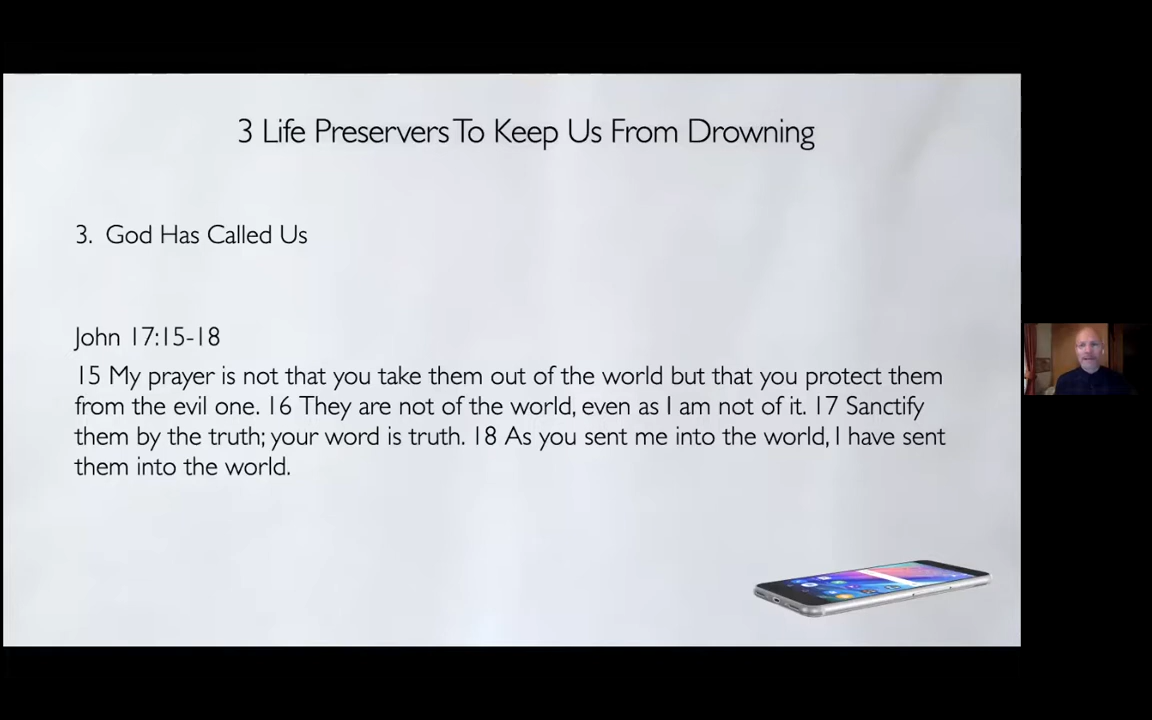 3 Life Preservers To Keep Us From Drowning
3. God Has Called Us
John 17:15-18
15 My prayer is not that you take them out of the world but that you protect them
from the evil one. 16 They are not of the world, even as I am not of it. 17 Sanctify
them by the truth; your word is truth. 18 As you sent me into the world, I have sent
them into the world.